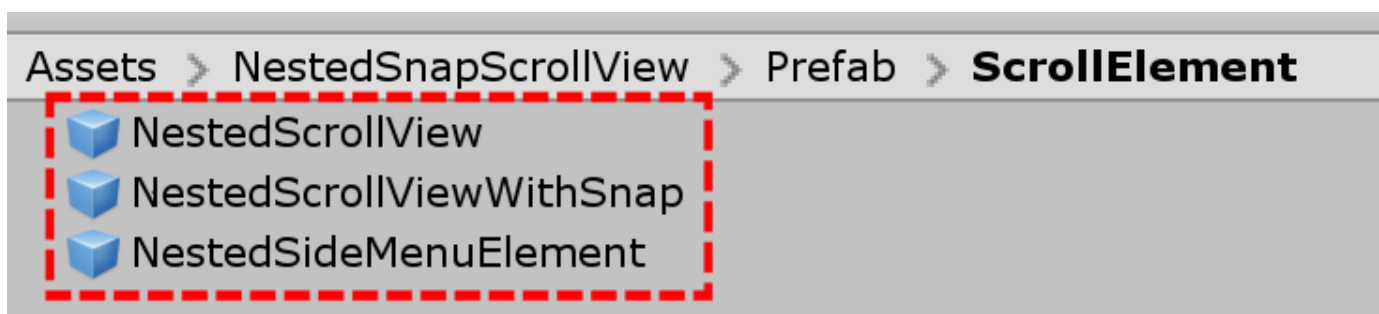 Assets > NestedSnapScrollView > Prefab > ScrollElement
NestedScrollView
NestedScrollViewWithSnap
NestedSideMenuElement